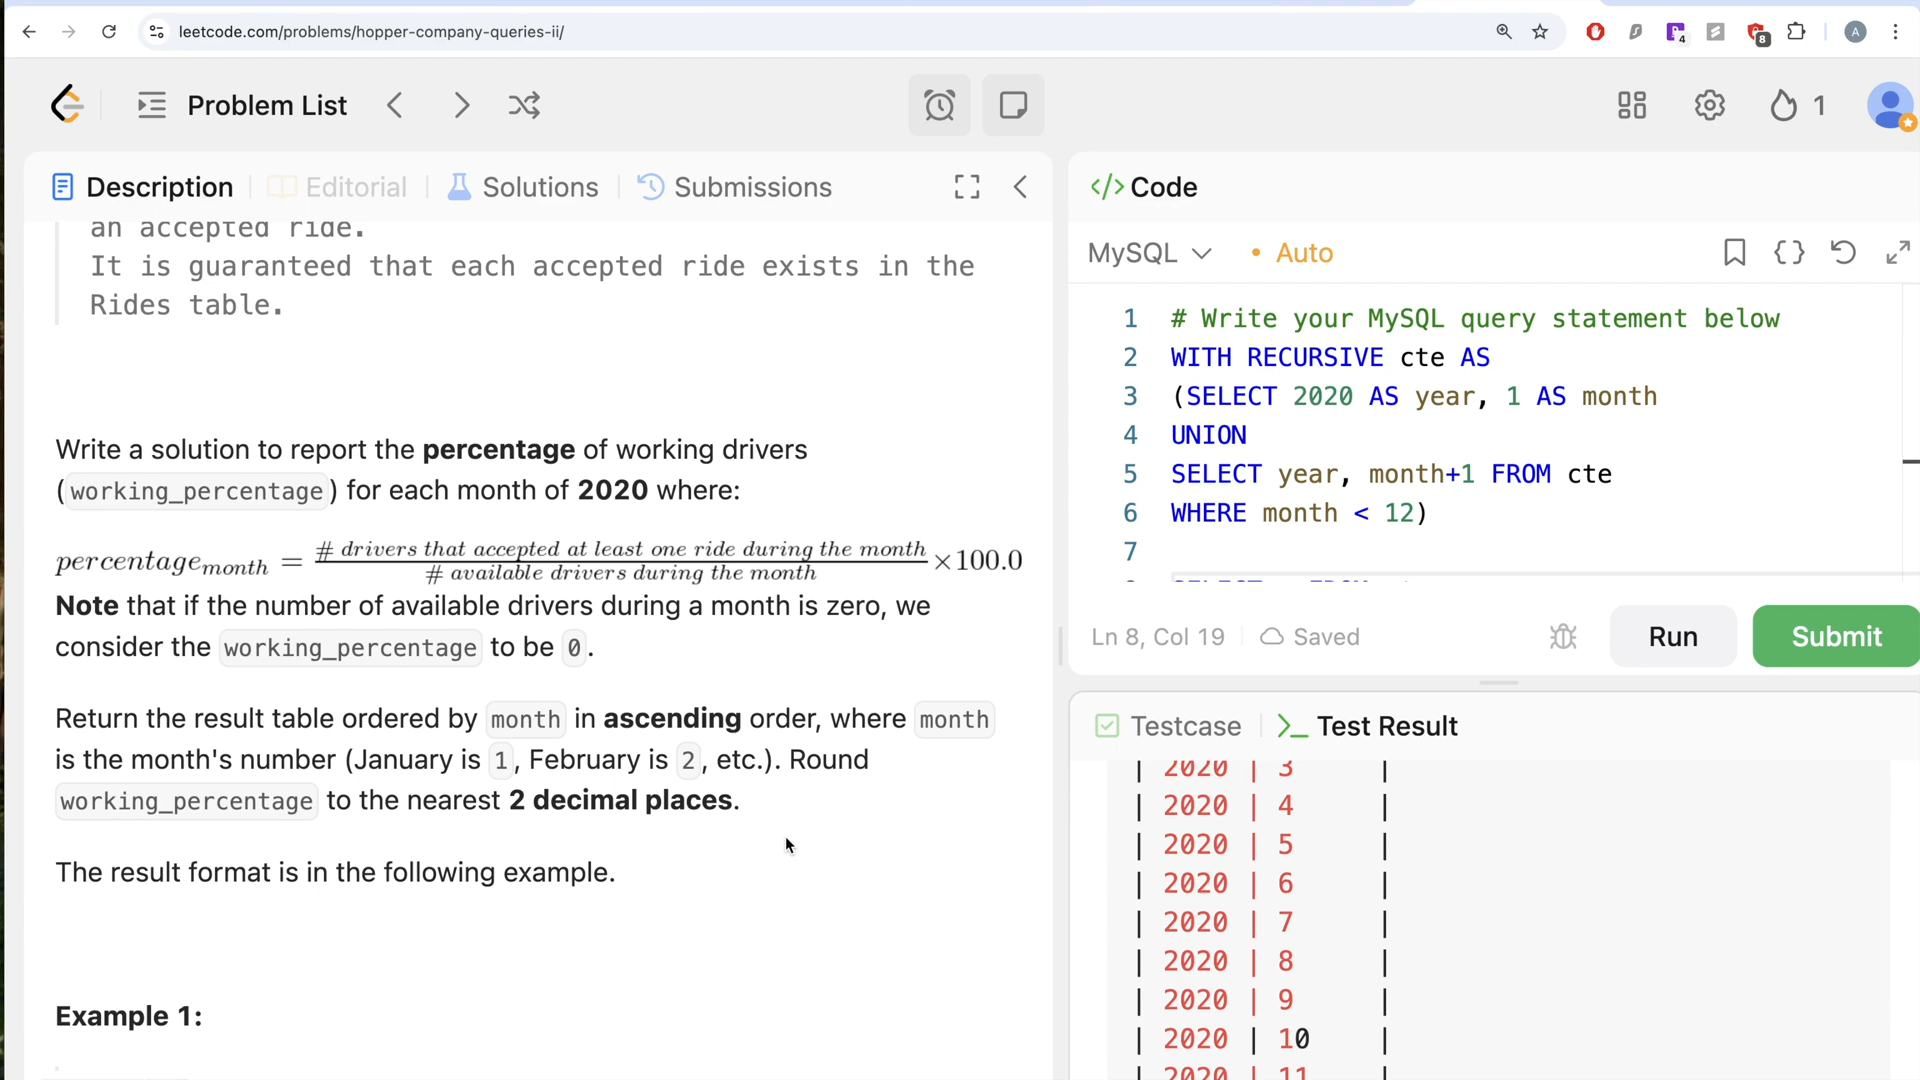 leetcode.com/problems/hopper-company-queries-ii/
4
8
A
Problem List
1
Description
Editorial
Solutions
Submissions
an accepted ride.
It is guaranteed that each accepted ride exists in the
Rides table.
Write a solution to report the percentage of working drivers
(working_percentage) for each month of 2020 where:
percentage_month = # drivers that accepted at least one ride during the month / # available drivers during the month ×100.0
Note that if the number of available drivers during a month is zero, we
consider the working_percentage to be 0.
Return the result table ordered by month in ascending order, where month
is the month's number (January is 1, February is 2, etc.). Round
working_percentage to the nearest 2 decimal places.
The result format is in the following example.
Example 1:
</> Code
MySQL
• Auto
1 # Write your MySQL query statement below
2 WITH RECURSIVE cte AS
3 (SELECT 2020 AS year, 1 AS month
4 UNION
5 SELECT year, month+1 FROM cte
6 WHERE month < 12)
7
Ln 8, Col 19
Saved
Run
Submit
Testcase
Test Result
| 2020 | 3 |
| 2020 | 4 |
| 2020 | 5 |
| 2020 | 6 |
| 2020 | 7 |
| 2020 | 8 |
| 2020 | 9 |
| 2020 | 10 |
| 2020 | 11